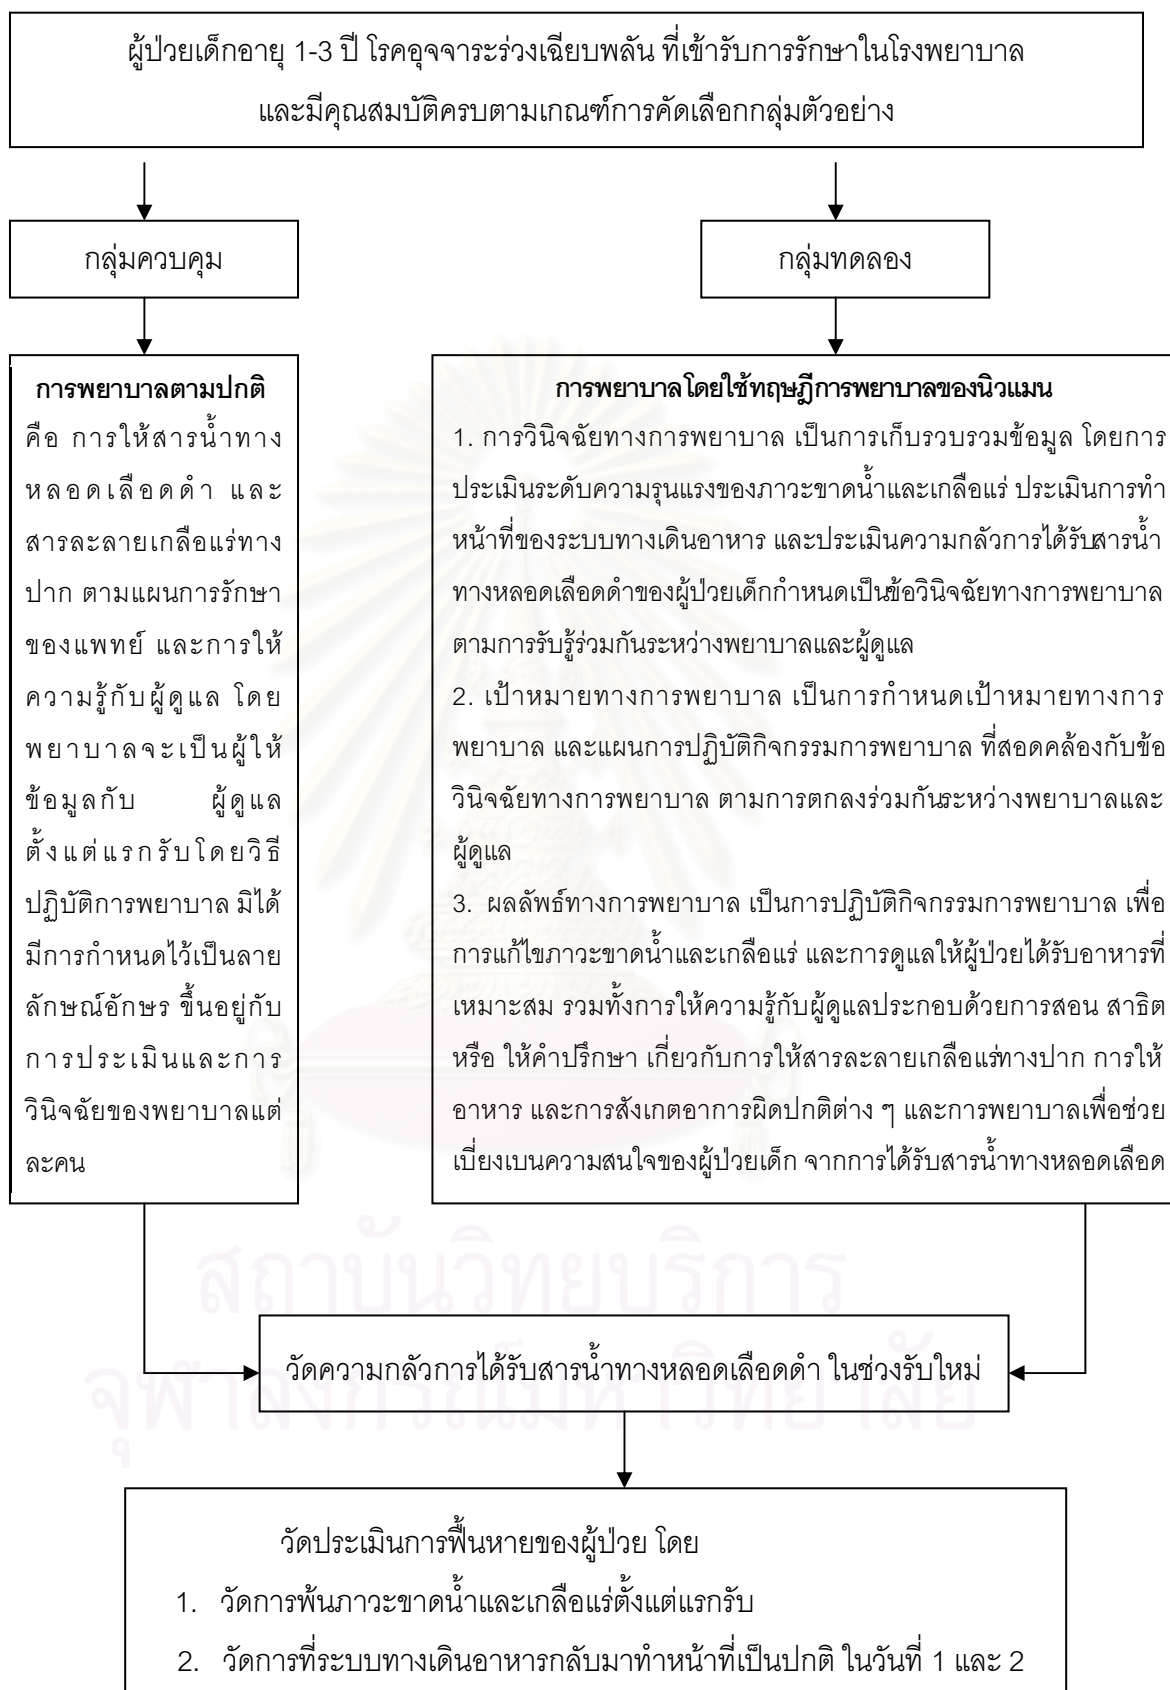 ผู้ป่วยเด็กอายุ 1-3 ปี โรคอุจจาระร่วงเฉียบพลัน ที่เข้ารับการรักษาในโรงพยาบาล
และมีคุณสมบัติครบตามเกณฑ์การคัดเลือกกลุ่มตัวอย่าง
กลุ่มควบคุม
กลุ่มทดลอง
การพยาบาลตามปกติ
คือ การให้สารน้ำทาง
หลอดเลือดดำ และ
สารละลายเกลือแร่ทาง
ปาก ตามแผนการรักษา
ของแพทย์ และการให้
ความรู้กับผู้ดูแล โดย
พยาบาลจะเป็นผู้ให้
ข้อมูลกับ ผู้ดูแล
ตั้งแต่แรกรับโดยวิธี
ปฏิบัติการพยาบาล มิได้
มีการกำหนดไว้เป็นลาย
ลักษณ์อักษร ขึ้นอยู่กับ
การประเมินและการ
วินิจฉัยของพยาบาลแต่
ละคน
การพยาบาลโดยใช้ทฤษฎีการพยาบาลของนิวแมน
1. การวินิจฉัยทางการพยาบาล เป็นการเก็บรวบรวมข้อมูล โดยการ
ประเมินระดับความรุนแรงของภาวะขาดน้ำและเกลือแร่ ประเมินการทำ
หน้าที่ของระบบทางเดินอาหาร และประเมินความกลัวการได้รับสารน้ำ
ทางหลอดเลือดดำของผู้ป่วยเด็กกำหนดเป็นข้อวินิจฉัยทางการพยาบาล
ตามการรับรู้ร่วมกันระหว่างพยาบาลและผู้ดูแล
2. เป้าหมายทางการพยาบาล เป็นการกำหนดเป้าหมายทางการ
พยาบาล และแผนการปฏิบัติกิจกรรมการพยาบาล ที่สอดคล้องกับข้อ
วินิจฉัยทางการพยาบาล ตามการตกลงร่วมกันระหว่างพยาบาลและ
ผู้ดูแล
3. ผลลัพธ์ทางการพยาบาล เป็นการปฏิบัติกิจกรรมการพยาบาล เพื่อ
การแก้ไขภาวะขาดน้ำและเกลือแร่ และการดูแลให้ผู้ป่วยได้รับอาหารที่
เหมาะสม รวมทั้งการให้ความรู้กับผู้ดูแลประกอบด้วยการสอน สาธิต
หรือ ให้คำปรึกษา เกี่ยวกับการให้สารละลายเกลือแร่ทางปาก การให้
อาหาร และการสังเกตอาการผิดปกติต่าง ๆ และการพยาบาลเพื่อช่วย
เบี่ยงเบนความสนใจของผู้ป่วยเด็ก จากการได้รับสารน้ำทางหลอดเลือด
สถาบันวิทยบริการ
จุฬาลงกรณ์มหาวิทยาลัย
วัดความกลัวการได้รับสารน้ำทางหลอดเลือดดำ ในช่วงรับใหม่
วัดประเมินการฟื้นหายของผู้ป่วย โดย
1. วัดการพ้นภาวะขาดน้ำและเกลือแร่ตั้งแต่แรกรับ
2. วัดการที่ระบบทางเดินอาหารกลับมาทำหน้าที่เป็นปกติ ในวันที่ 1 และ 2